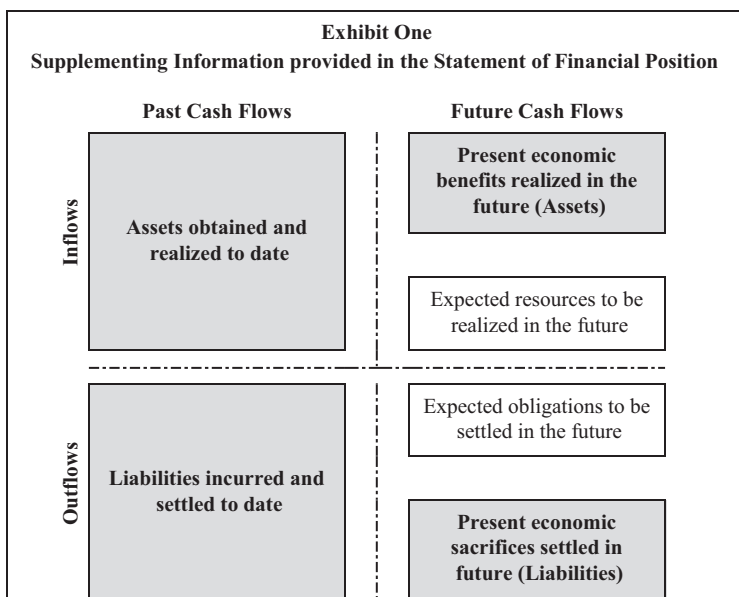 Exhibit One
Supplementing Information provided in the Statement of Financial Position
Past Cash Flows
Future Cash Flows
Inflows
Assets obtained and
realized to date
Present economic
benefits realized in the
future (Assets)
Expected resources to be
realized in the future
Outflows
Liabilities incurred and
settled to date
Expected obligations to be
settled in the future
Present economic
sacrifices settled in
future (Liabilities)